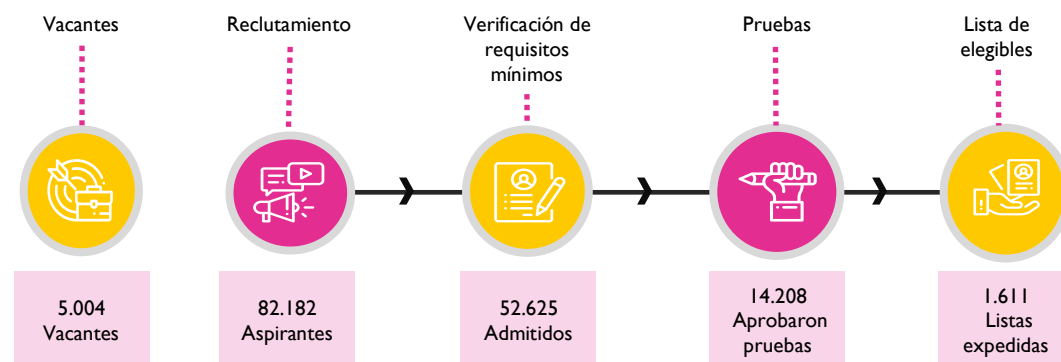 Vacantes
Reclutamiento
Verificación de
requisitos
mínimos
Pruebas
Lista de
elegibles
5.004
Vacantes
82.182
Aspirantes
52.625
Admitidos
14.208
Aprobaron
pruebas
1.611
Listas
expedidas